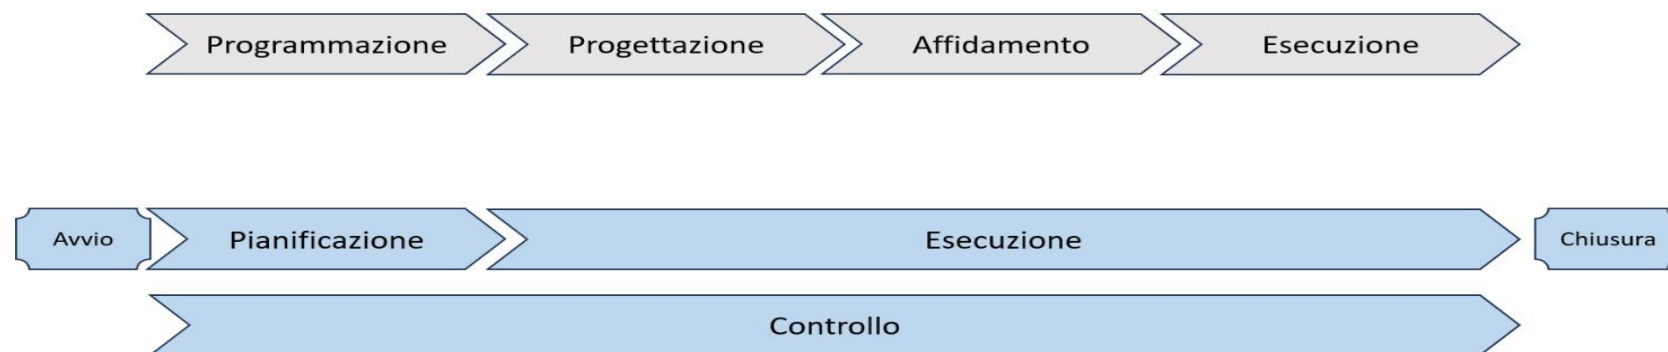 Programmazione Progettazione Affidamento Esecuzione
Avvio Pianificazione Esecuzione Chiusura
Controllo